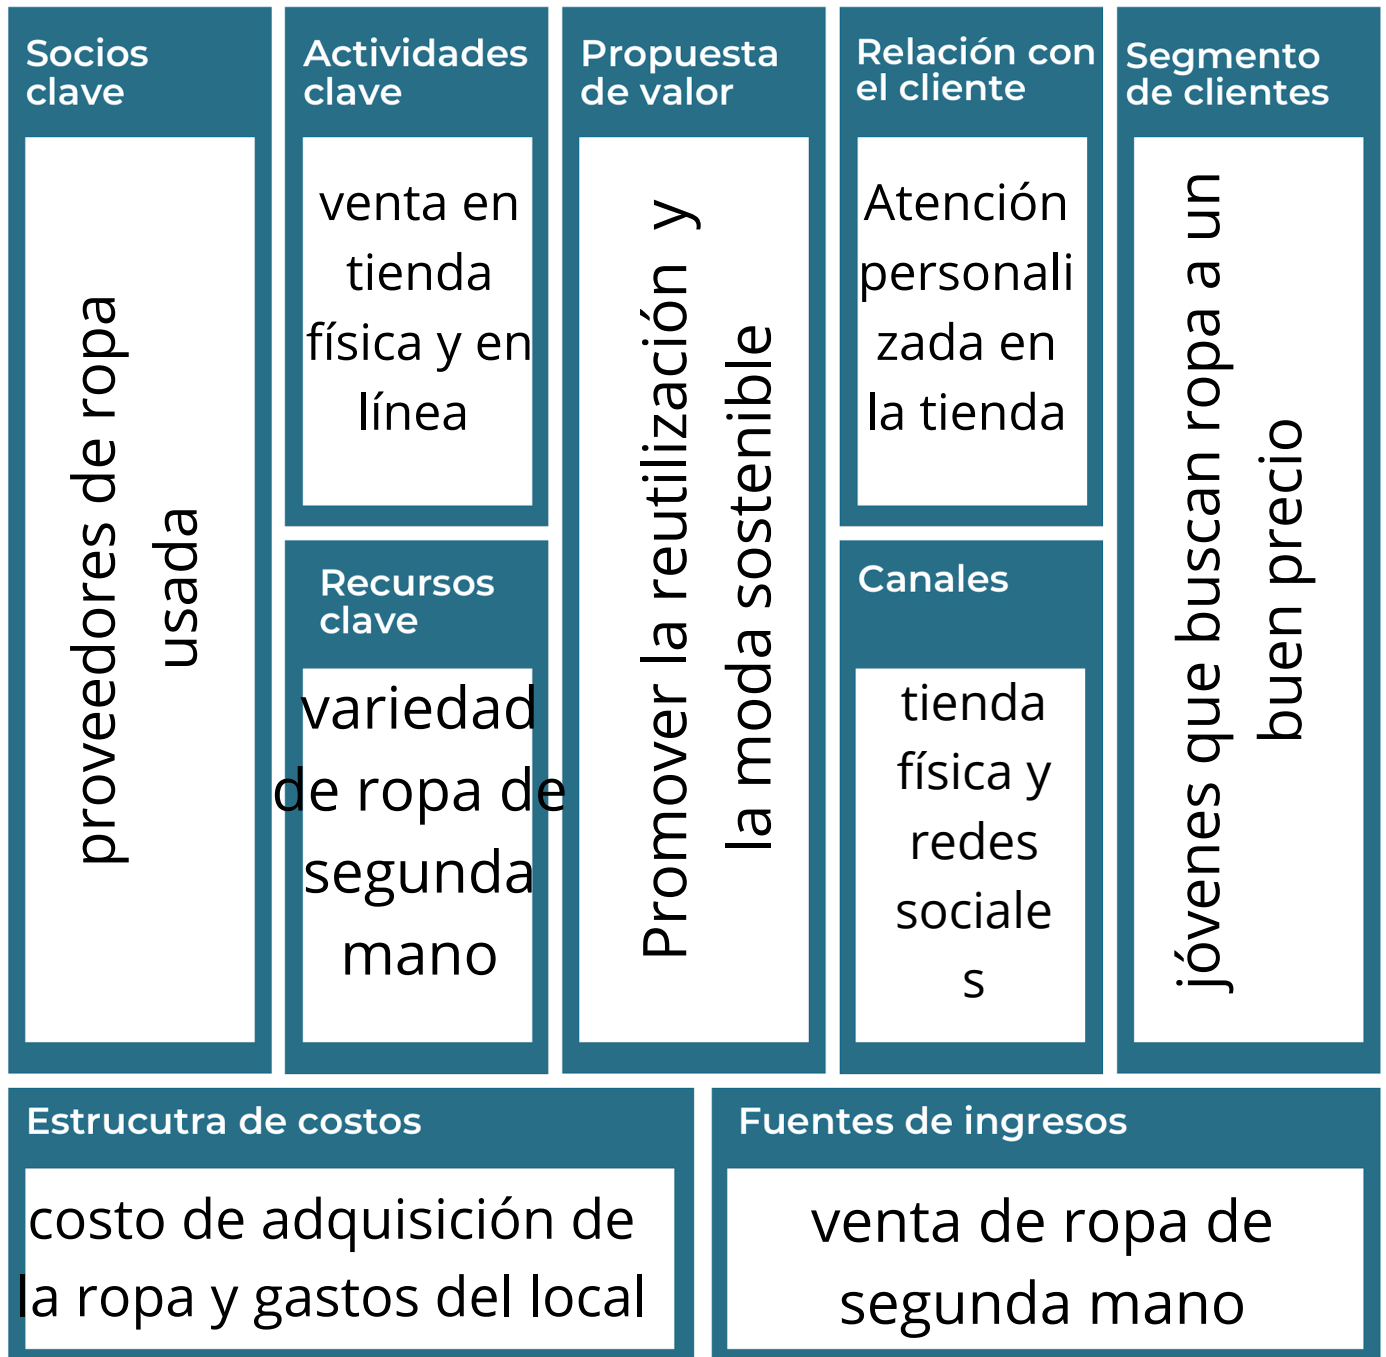 Socios
clave
proveedores de ropa
usada
Actividades
clave
venta en
tienda
física y en
línea
Recursos
clave
variedad
de ropa de
segunda
mano
Propuesta
de valor
Promover la reutilización y
la moda sostenible
Relación con
el cliente
Atención
personali
zada en
la tienda
Canales
tienda
física y
redes
sociale
s
Segmento
de clientes
jóvenes que buscan ropa a un
buen precio
Estrucutra de costos
costo de adquisición de
la ropa y gastos del local
Fuentes de ingresos
venta de ropa de
segunda mano